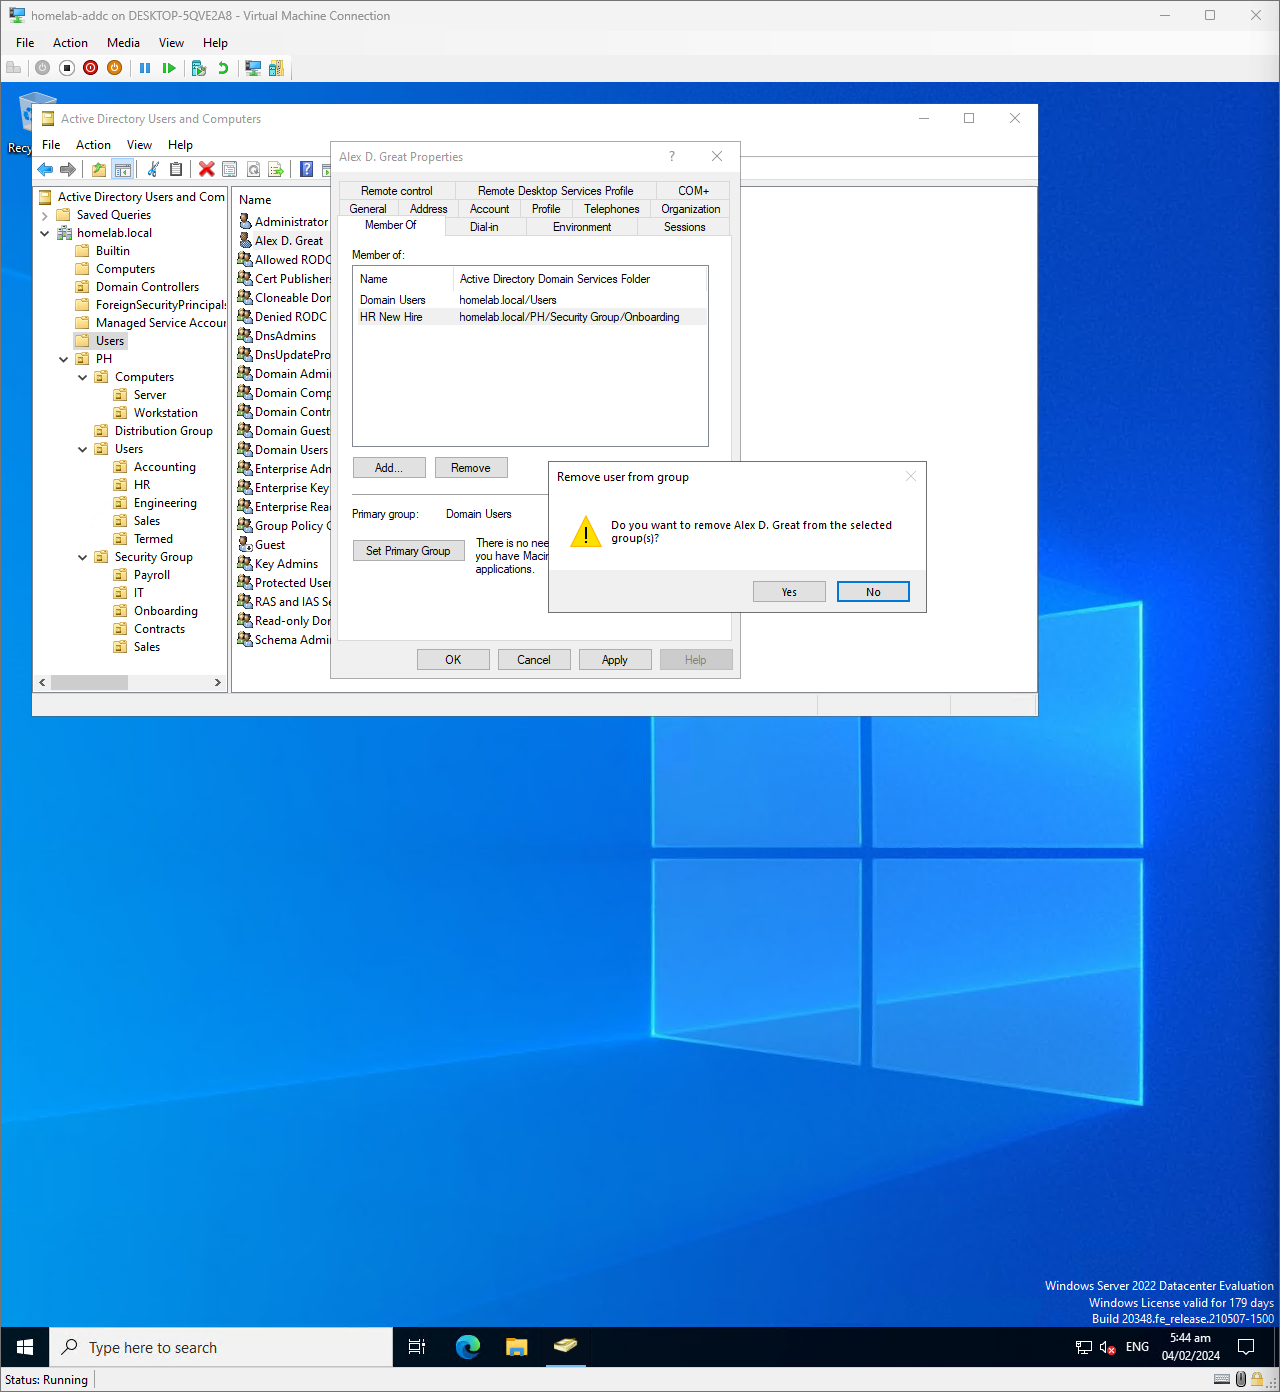 homelab-addc on DESKTOP-5QVE2A8 - Virtual Machine Connection
File Action Media View Help
Recyc
Active Directory Users and Computers
File Action View Help
Active Directory Users and Com
Saved Queries
homelab.local
Builtin
Computers
Domain Controllers
ForeignSecurityPrincipals
Managed Service Accour
Users
PH
Computers
Server
Workstation
Distribution Group
Users
Accounting
HR
Engineering
Sales
Termed
Security Group
Payroll
IT
Onboarding
Contracts
Sales
Name
Administrator
Alex D. Great
Allowed RODC
Cert Publishers
Cloneable Dor
Denied RODC
DnsAdmins
DnsUpdatePro
Domain Admi
Domain Comp
Domain Contr
Domain Guest
Domain Users
Enterprise Adn
Enterprise Key
Enterprise Rea
Group Policy C
Guest
Key Admins
Protected User
RAS and IAS Se
Read-only Dor
Schema Admi
Alex D. Great Properties
?
Remote control Remote Desktop Services Profile COM+
General Address Account Profile Telephones Organization
Member Of Dial-in Environment Sessions
Member of:
Name Active Directory Domain Services Folder
Domain Users homelab.local/Users
HR New Hire homelab.local/PH/Security Group/Onboarding
Add... Remove
Primary group: Domain Users
Set Primary Group
There is no nee
you have Macin
applications.
OK Cancel Apply Help
Remove user from group
Do you want to remove Alex D. Great from the selected
group(s)?
Yes No
Windows Server 2022 Datacenter Evaluation
Windows License valid for 179 days
Build 20348.fe_release.210507-1500
Type here to search
ENG
5:44 am
04/02/2024
Status: Running